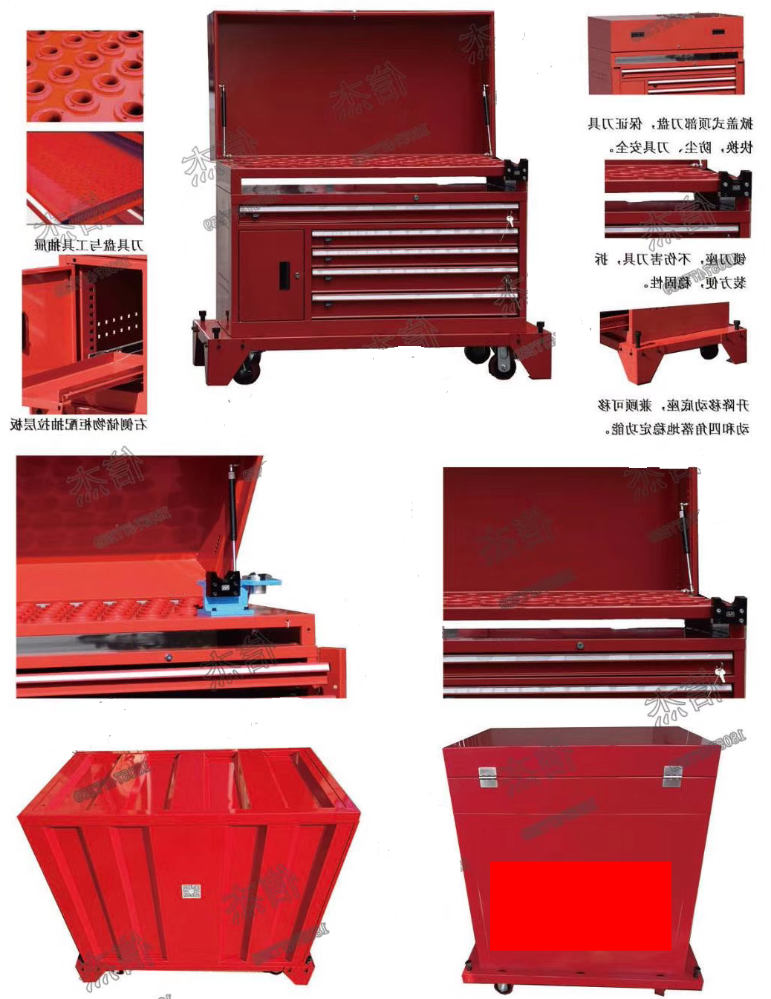 掀盖式顶部刀盘，保证刀具
快换，防尘、刀具安全。
刀具盘与工具抽屉
锁刀座，不伤害刀具，拆
装方便，稳固性。
右侧储物柜配抽拉层板
升降移动底座，兼顾可移
动和四角落地稳定功能。